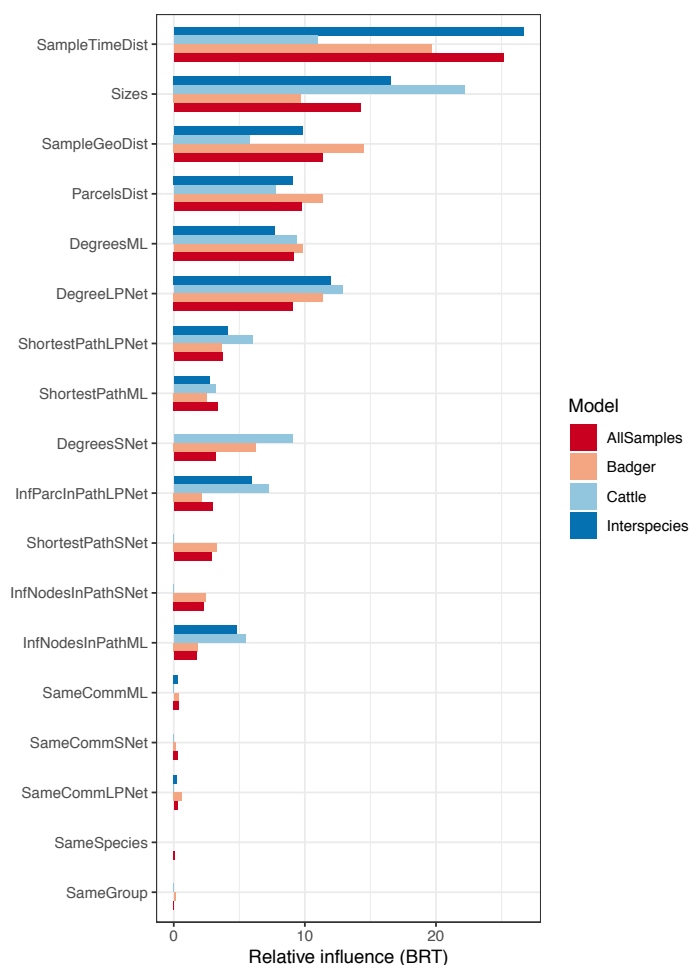 SampleTimeDist
Sizes
SampleGeoDist
ParcelsDist
DegreesML
DegreeLPNet
ShortestPathLPNet
ShortestPathML
DegreesSNet
InfParcInPathLPNet
ShortestPathSNet
InfNodesInPathSNet
InfNodesInPathML
SameCommML
SameCommSNet
SameCommLPNet
SameSpecies
SameGroup
0 10 20
Relative influence (BRT)
Model
AllSamples
Badger
Cattle
Interspecies